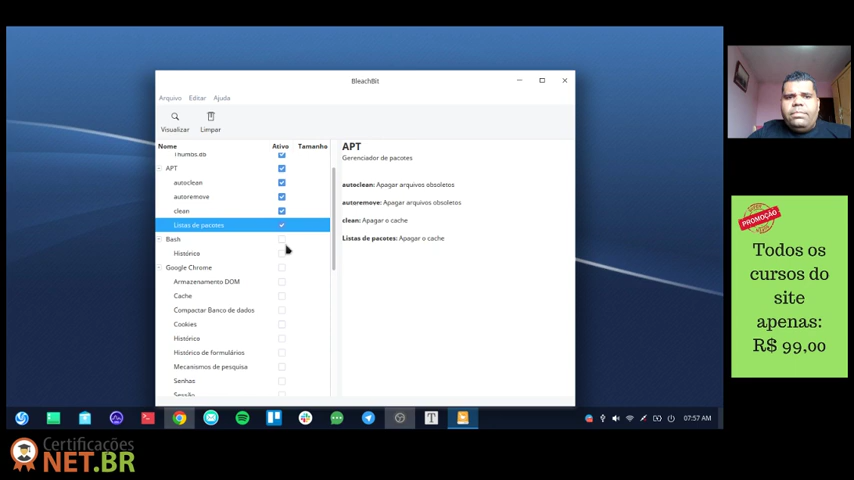 BleachBit
Arquivo Editar Ajuda
Visualizar Limpar
Nome Ativo Tamanho
Thumbs.db
APT
autoclean
autoremove
clean
Listas de pacotes
Bash
Histórico
Google Chrome
Armazenamento DOM
Cache
Compactar Banco de dados
Cookies
Histórico
Histórico de formulários
Mecanismos de pesquisa
Senhas
Sessão
APT
Gerenciador de pacotes
autoclean: Apagar arquivos obsoletos
autoremove: Apagar arquivos obsoletos
clean: Apagar o cache
Listas de pacotes: Apagar o cache
07:57 AM
PROMOÇÃO
Todos os
cursos do
site
apenas:
R$ 99,00
Certificações
NET.BR